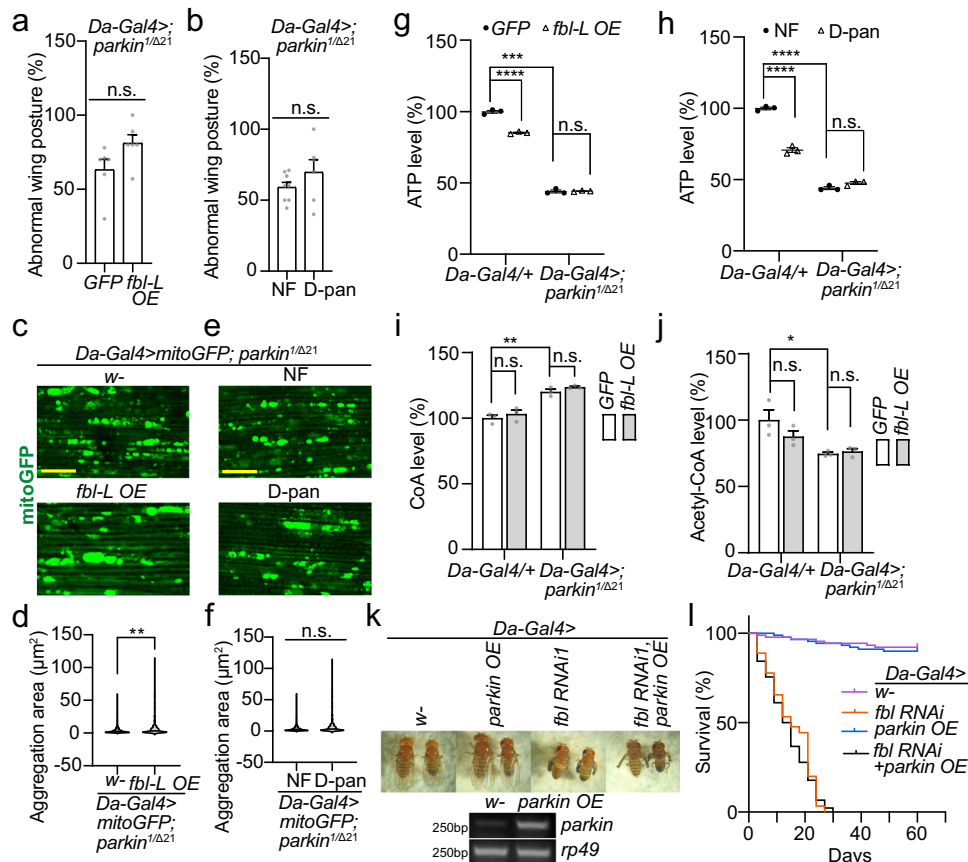 a
Da-Gal4>;
parkin1/Δ21
Abnormal wing posture (%)
150
100
50
0
n.s.
GFP
fbl-L
OE
b
Da-Gal4>;
parkin1/Δ21
Abnormal wing posture (%)
150
100
50
0
n.s.
NF
D-pan
g
GFP
fbl-L OE
ATP level (%)
150
100
50
0
***
****
n.s.
Da-Gal4/+
Da-Gal4>;
parkin1/Δ21
h
NF
D-pan
ATP level (%)
150
100
50
0
****
****
n.s.
Da-Gal4/+
Da-Gal4>;
parkin1/Δ21
c
e
Da-Gal4>mitoGFP; parkin1/Δ21
w-
NF
mitoGFP
fbl-L OE
D-pan
i
CoA level (%)
150
100
50
0
**
n.s.
n.s.
GFP
fbl-L OE
Da-Gal4/+
Da-Gal4>;
parkin1/Δ21
j
Acetyl-CoA level (%)
150
100
50
0
*
n.s.
n.s.
GFP
fbl-L OE
Da-Gal4/+
Da-Gal4>;
parkin1/Δ21
d
Aggregation area (µm2)
150
100
50
0
-50
**
w-
fbl-L OE
Da-Gal4>
mitoGFP;
parkin1/Δ21
f
Aggregation area (µm2)
150
100
50
0
-50
n.s.
NF
D-pan
Da-Gal4>
mitoGFP;
parkin1/Δ21
k
Da-Gal4>
w-
parkin OE
fbl RNAi1
fbl RNAi1,
parkin OE
w-
parkin OE
250bp
parkin
250bp
rp49
l
Survival (%)
100
50
0
0
20
40
60
Days
Da-Gal4>
w-
fbl RNAi
parkin OE
fbl RNAi
+parkin OE